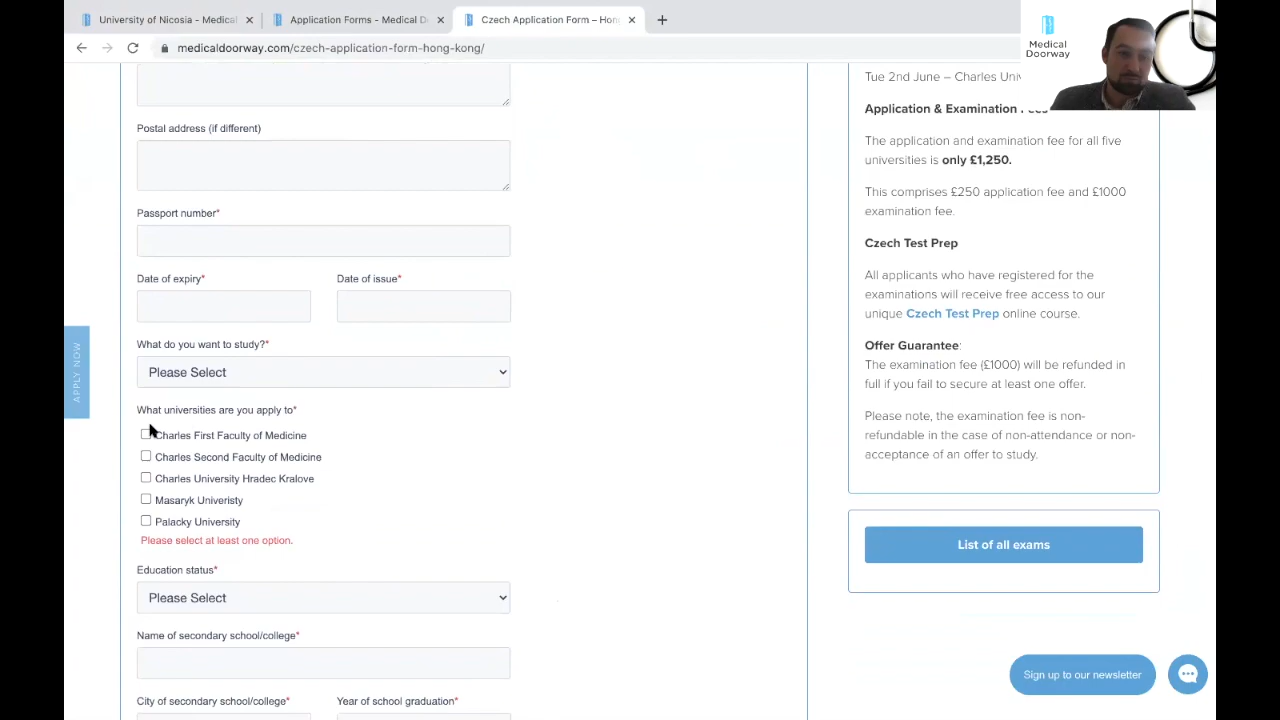 University of Nicosia - Medical
Application Forms - Medical D
Czech Application Form – Hon
medicaldoorway.com/czech-application-form-hong-kong/
Medical
Doorway
Postal address (if different)
Passport number*
Date of expiry*
Date of issue*
What do you want to study?*
Please Select
What universities are you apply to*
Charles First Faculty of Medicine
Charles Second Faculty of Medicine
Charles University Hradec Kralove
Masaryk Univeristy
Palacky University
Please select at least one option.
Education status*
Please Select
Name of secondary school/college*
City of secondary school/college*
Year of school graduation*
APPLY NOW
Tue 2nd June – Charles Univ
Application & Examination Fees
The application and examination fee for all five
universities is only £1,250.
This comprises £250 application fee and £1000
examination fee.
Czech Test Prep
All applicants who have registered for the
examinations will receive free access to our
unique Czech Test Prep online course.
Offer Guarantee:
The examination fee (£1000) will be refunded in
full if you fail to secure at least one offer.
Please note, the examination fee is non-
refundable in the case of non-attendance or non-
acceptance of an offer to study.
List of all exams
Sign up to our newsletter